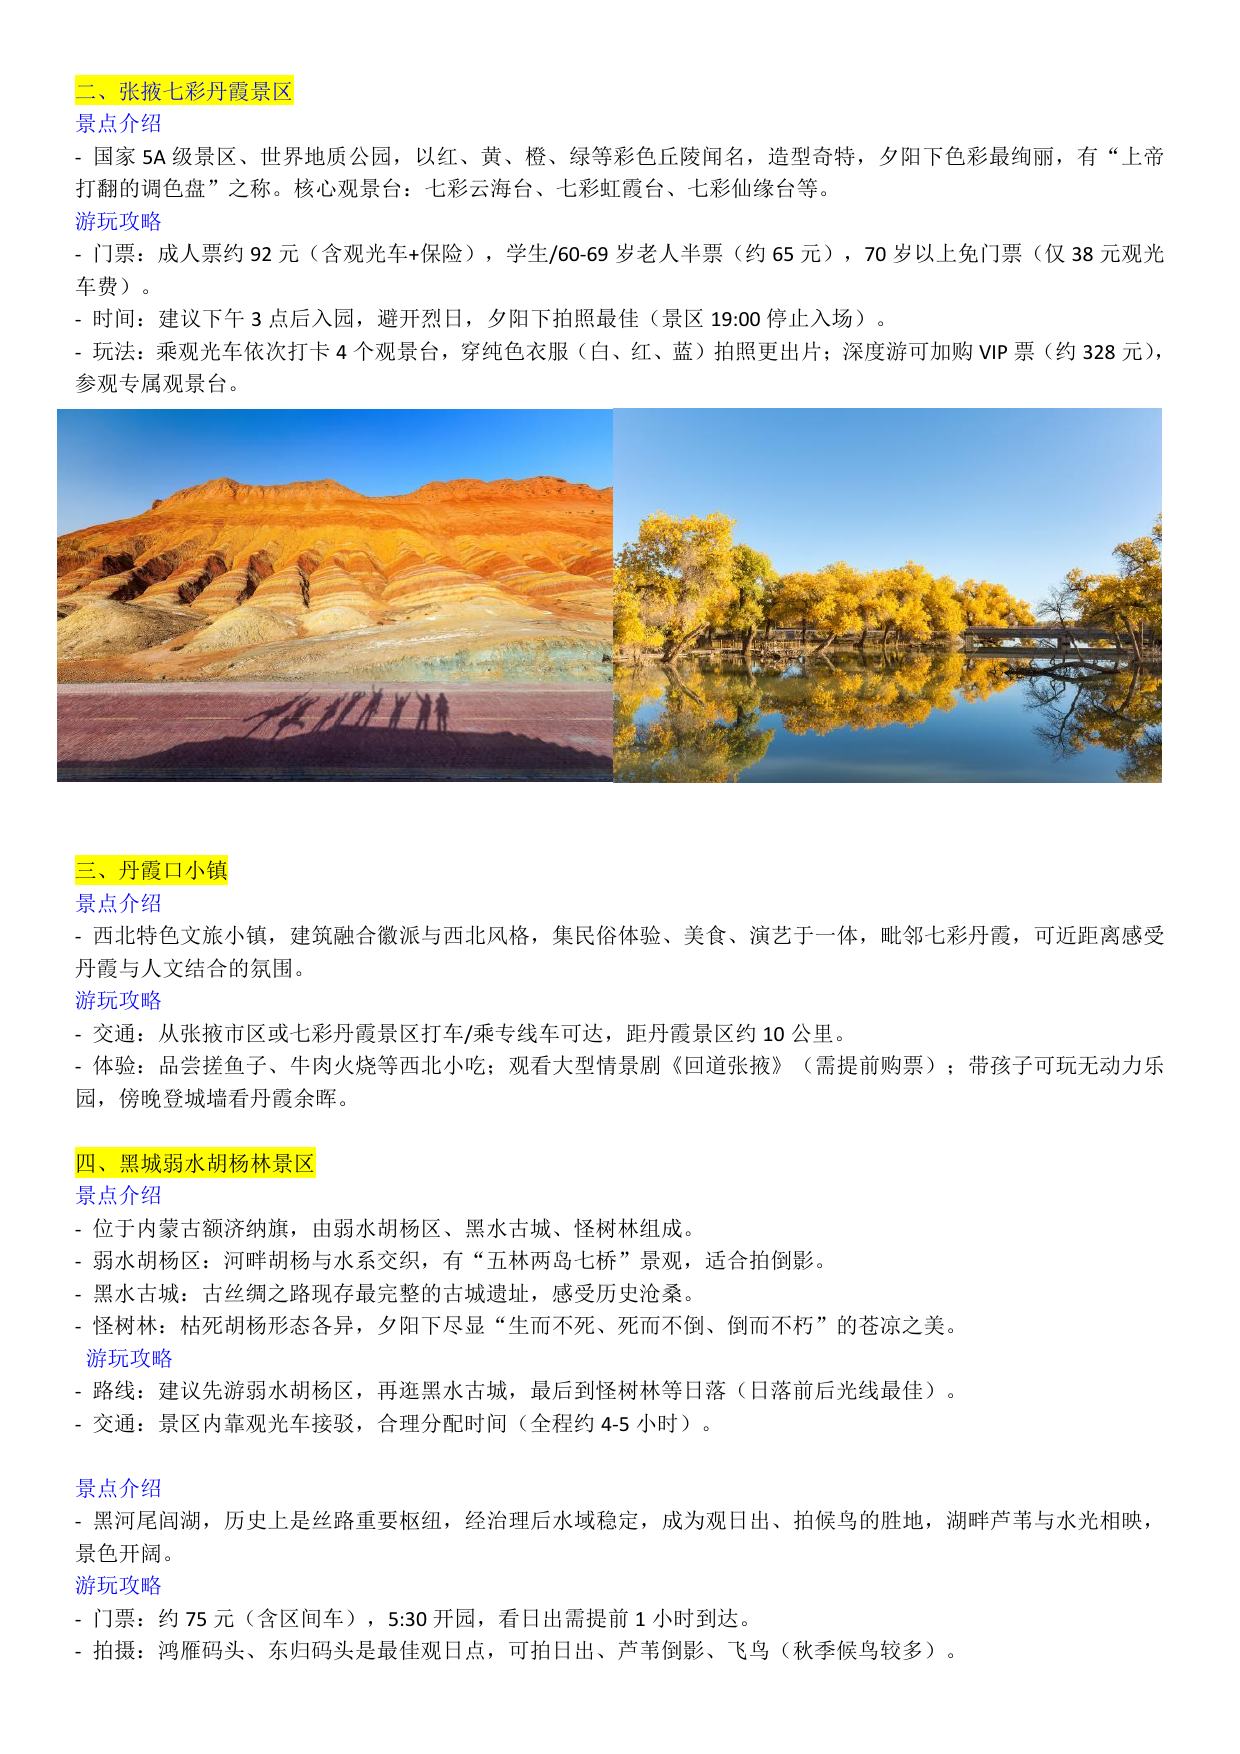 二、张掖七彩丹霞景区
景点介绍
- 国家 5A 级景区、世界地质公园，以红、黄、橙、绿等彩色丘陵闻名，造型奇特，夕阳下色彩最绚丽，有“上帝
打翻的调色盘”之称。核心观景台：七彩云海台、七彩虹霞台、七彩仙缘台等。
游玩攻略
- 门票：成人票约 92 元（含观光车+保险），学生/60-69 岁老人半票（约 65 元），70 岁以上免门票（仅 38 元观光
车费）。
- 时间：建议下午 3 点后入园，避开烈日，夕阳下拍照最佳（景区 19:00 停止入场）。
- 玩法：乘观光车依次打卡 4 个观景台，穿纯色衣服（白、红、蓝）拍照更出片；深度游可加购 VIP 票（约 328 元），
参观专属观景台。
三、丹霞口小镇
景点介绍
- 西北特色文旅小镇，建筑融合徽派与西北风格，集民俗体验、美食、演艺于一体，毗邻七彩丹霞，可近距离感受
丹霞与人文结合的氛围。
游玩攻略
- 交通：从张掖市区或七彩丹霞景区打车/乘专线车可达，距丹霞景区约 10 公里。
- 体验：品尝搓鱼子、牛肉火烧等西北小吃；观看大型情景剧《回道张掖》（需提前购票）；带孩子可玩无动力乐
园，傍晚登城墙看丹霞余晖。
四、黑城弱水胡杨林景区
景点介绍
- 位于内蒙古额济纳旗，由弱水胡杨区、黑水古城、怪树林组成。
- 弱水胡杨区：河畔胡杨与水系交织，有“五林两岛七桥”景观，适合拍倒影。
- 黑水古城：古丝绸之路现存最完整的古城遗址，感受历史沧桑。
- 怪树林：枯死胡杨形态各异，夕阳下尽显“生而不死、死而不倒、倒而不朽”的苍凉之美。
游玩攻略
- 路线：建议先游弱水胡杨区，再逛黑水古城，最后到怪树林等日落（日落前后光线最佳）。
- 交通：景区内靠观光车接驳，合理分配时间（全程约 4-5 小时）。
景点介绍
- 黑河尾闾湖，历史上是丝路重要枢纽，经治理后水域稳定，成为观日出、拍候鸟的胜地，湖畔芦苇与水光相映，
景色开阔。
游玩攻略
- 门票：约 75 元（含区间车），5:30 开园，看日出需提前 1 小时到达。
- 拍摄：鸿雁码头、东归码头是最佳观日点，可拍日出、芦苇倒影、飞鸟（秋季候鸟较多）。